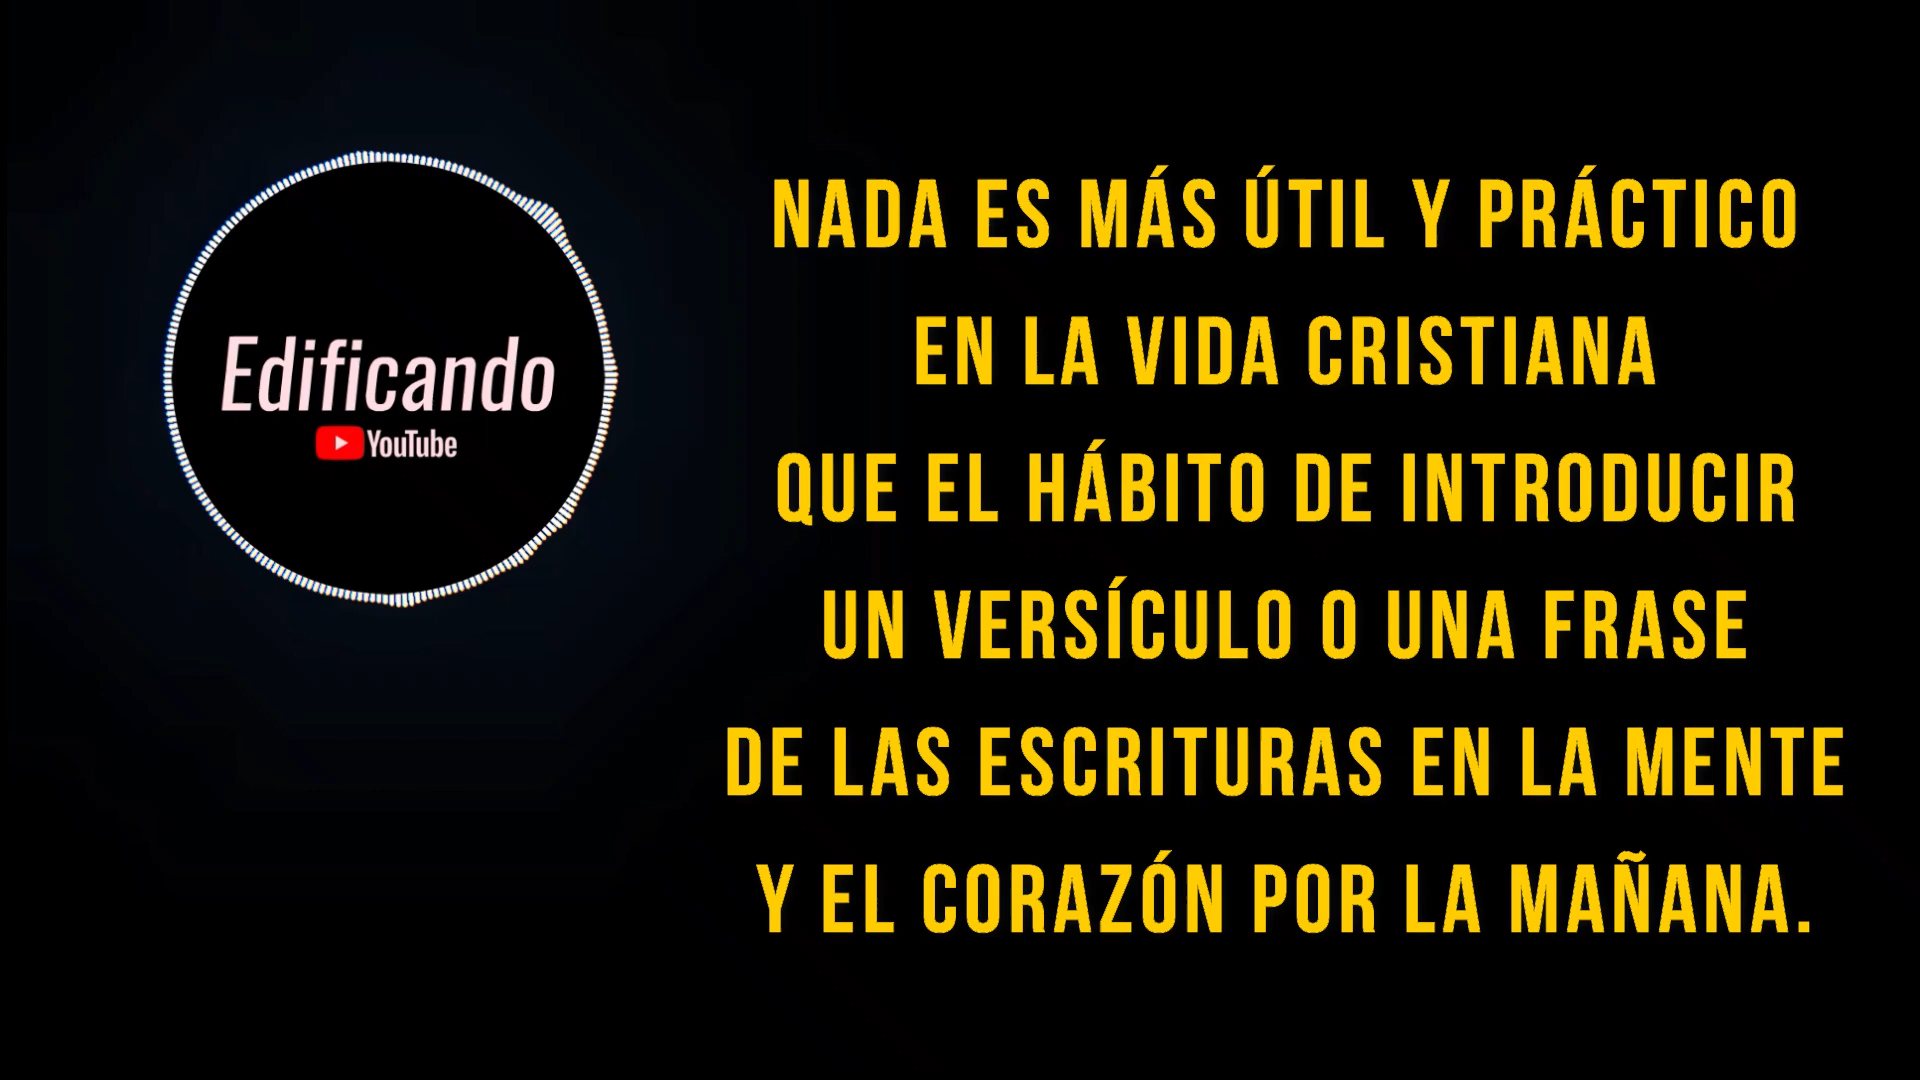 Edificando
YouTube
NADA ES MÁS ÚTIL Y PRÁCTICO
EN LA VIDA CRISTIANA
QUE EL HÁBITO DE INTRODUCIR
UN VERSÍCULO O UNA FRASE
DE LAS ESCRITURAS EN LA MENTE
Y EL CORAZÓN POR LA MAÑANA.